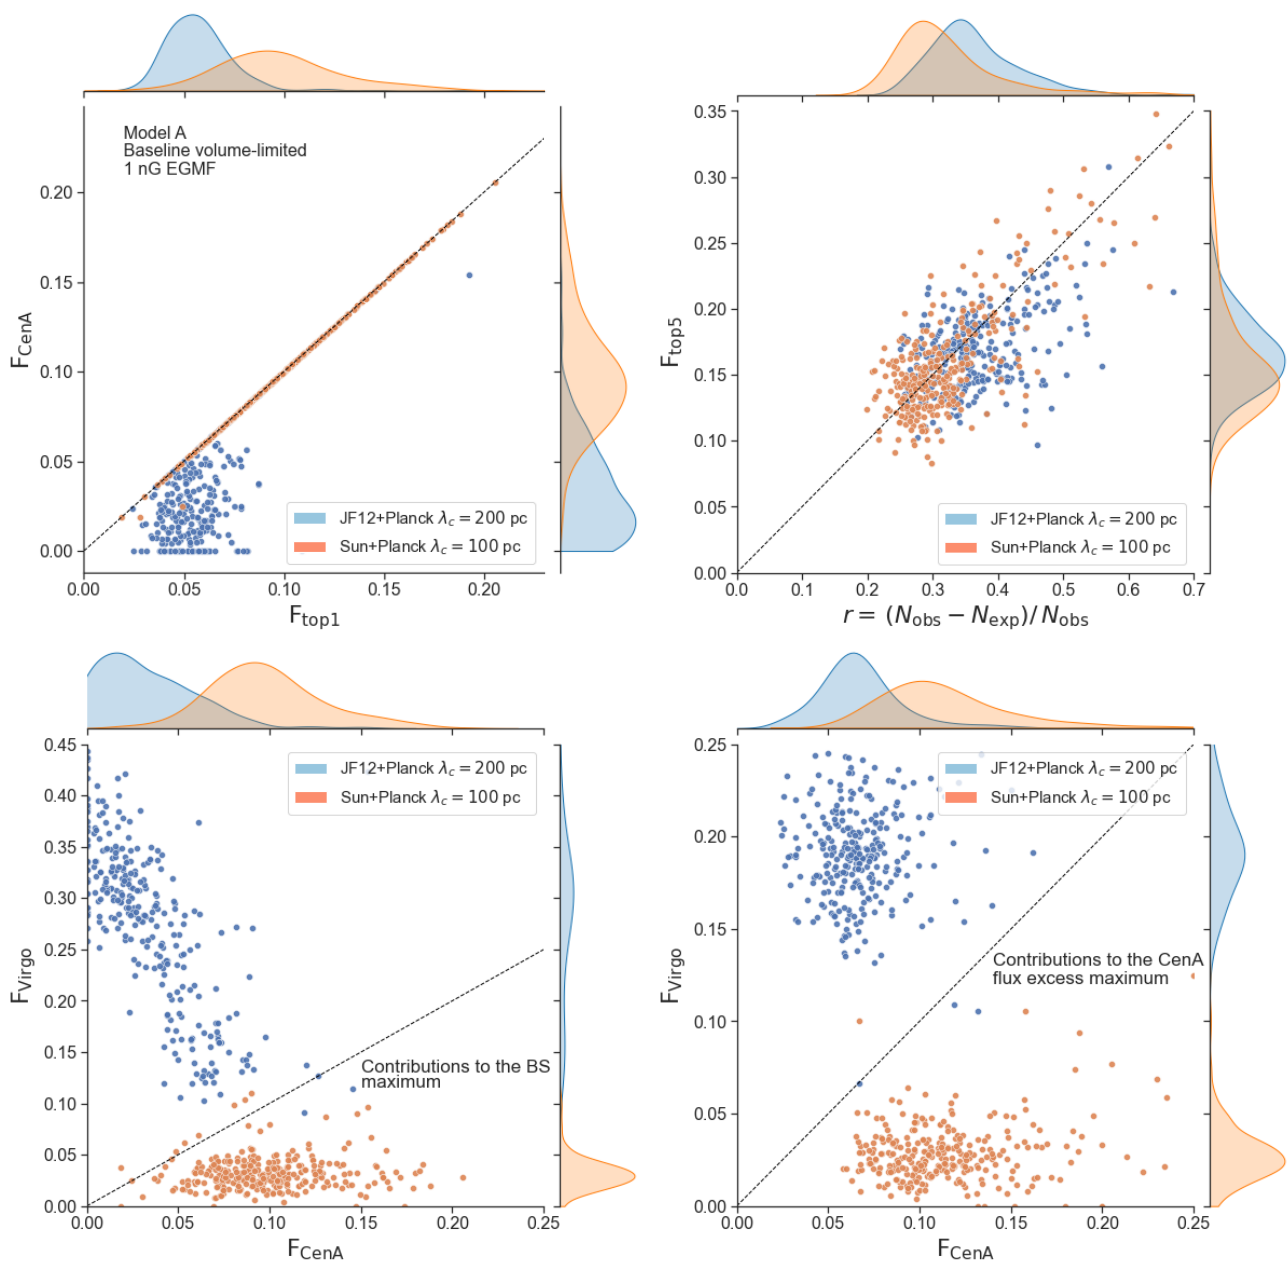 Model A
Baseline volume-limited
1 nG EGMF
F_CenA
0.20
0.15
0.10
0.05
0.00
JF12+Planck λ_c = 200 pc
Sun+Planck λ_c = 100 pc
0.00 0.05 0.10 0.15 0.20
F_top1
F_top5
0.35
0.30
0.25
0.20
0.15
0.10
0.05
0.00
JF12+Planck λ_c = 200 pc
Sun+Planck λ_c = 100 pc
0.0 0.1 0.2 0.3 0.4 0.5 0.6 0.7
r = (N_obs − N_exp)/N_obs
F_Virgo
0.45
0.40
0.35
0.30
0.25
0.20
0.15
0.10
0.05
0.00
JF12+Planck λ_c = 200 pc
Sun+Planck λ_c = 100 pc
Contributions to the BS
maximum
0.00 0.05 0.10 0.15 0.20 0.25
F_CenA
F_Virgo
0.25
0.20
0.15
0.10
0.05
0.00
JF12+Planck λ_c = 200 pc
Sun+Planck λ_c = 100 pc
Contributions to the CenA
flux excess maximum
0.00 0.05 0.10 0.15 0.20 0.25
F_CenA